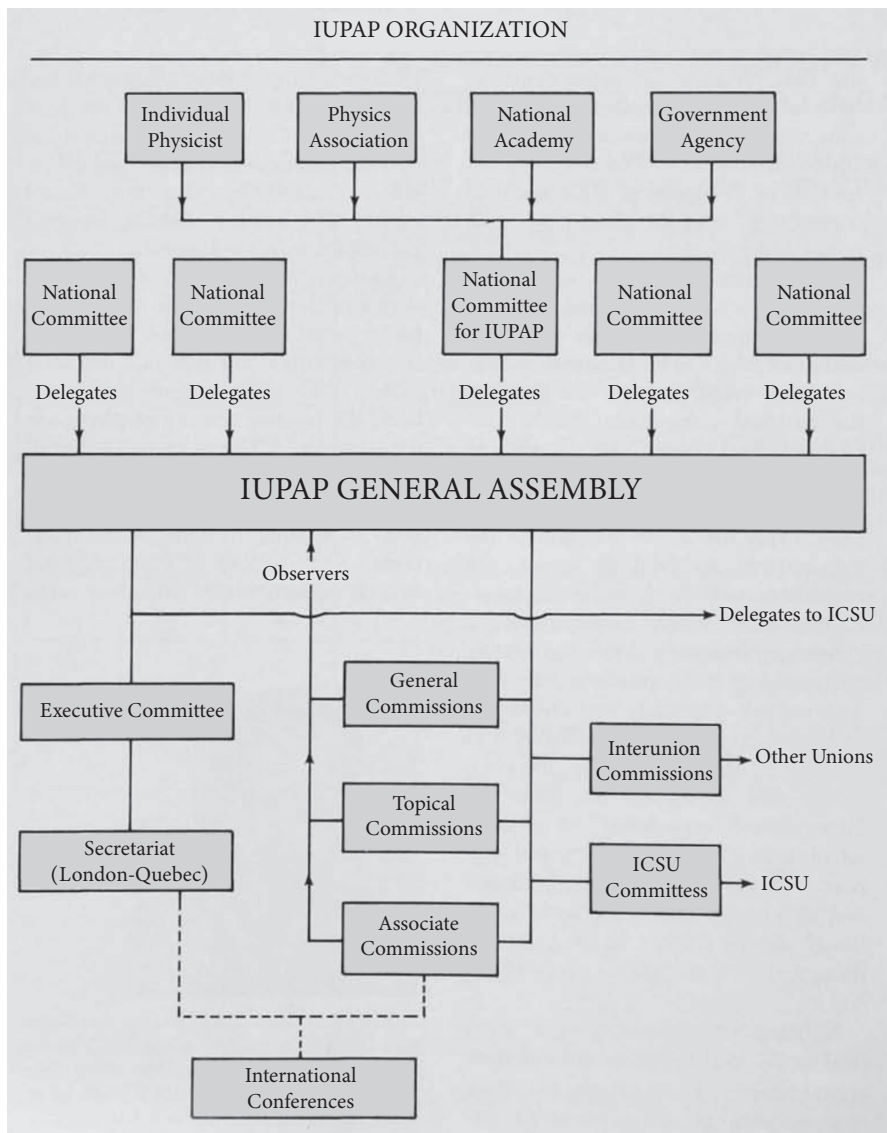 IUPAP ORGANIZATION
Individual
Physicist
Physics
Association
National
Academy
Government
Agency
National
Committee
National
Committee
National
Committee
for IUPAP
National
Committee
National
Committee
Delegates
Delegates
Delegates
Delegates
Delegates
IUPAP GENERAL ASSEMBLY
Observers
Delegates to ICSU
Executive Committee
General
Commissions
Interunion
Commissions
Other Unions
Topical
Commissions
Secretariat
(London-Quebec)
ICSU
Committess
ICSU
Associate
Commissions
International
Conferences